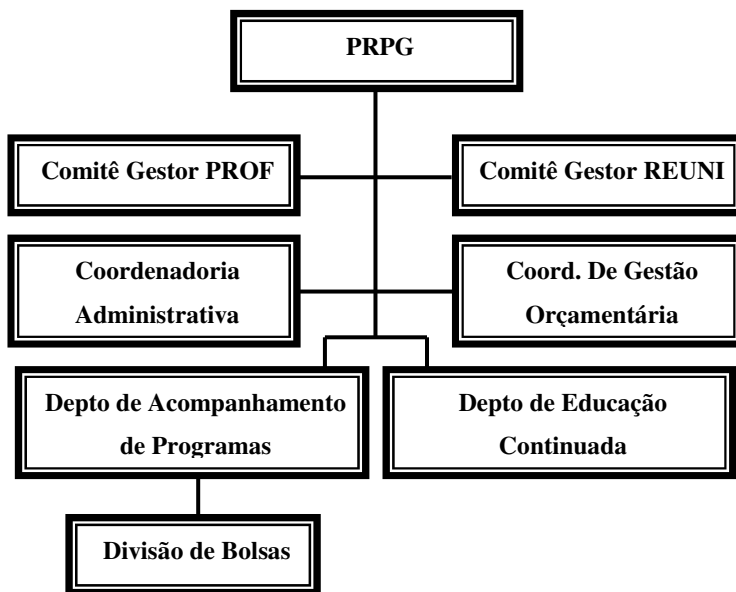 PRPG
Comitê Gestor PROF
Comitê Gestor REUNI
Coordenadoria
Administrativa
Coord. De Gestão
Orçamentária
Depto de Acompanhamento
de Programas
Depto de Educação
Continuada
Divisão de Bolsas